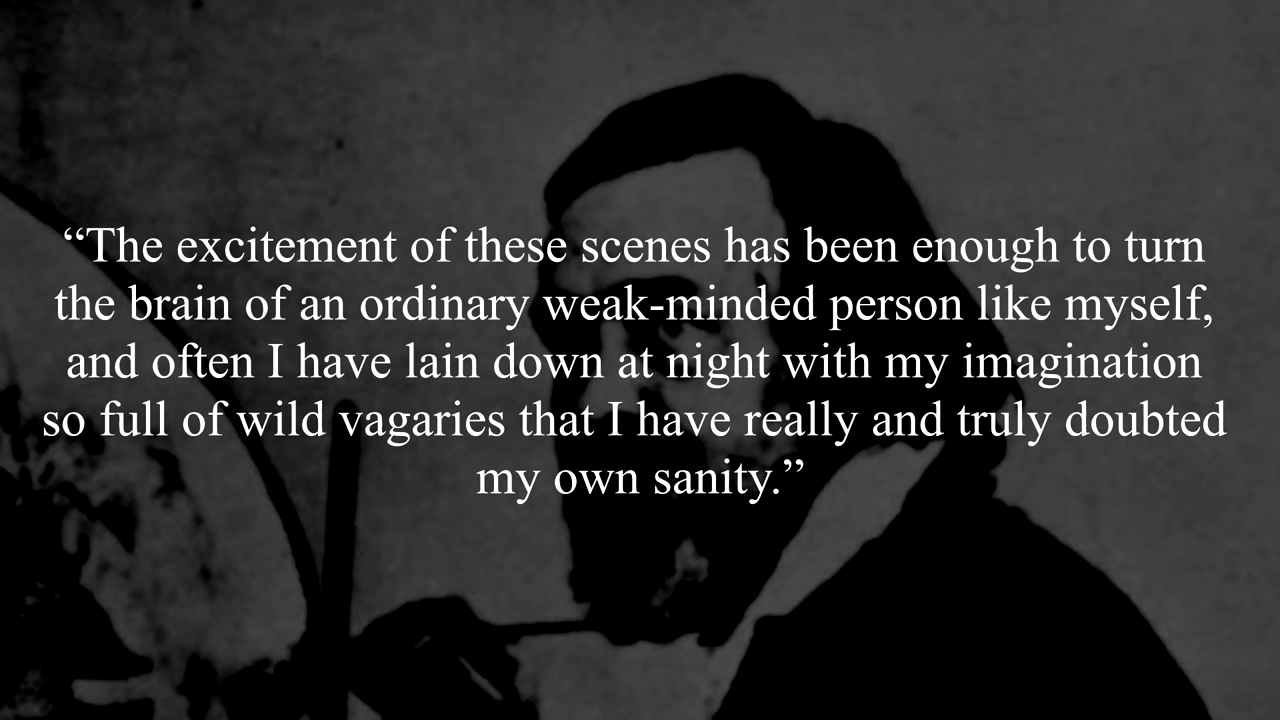 “The excitement of these scenes has been enough to turn
the brain of an ordinary weak-minded person like myself,
and often I have lain down at night with my imagination
so full of wild vagaries that I have really and truly doubted
my own sanity.”